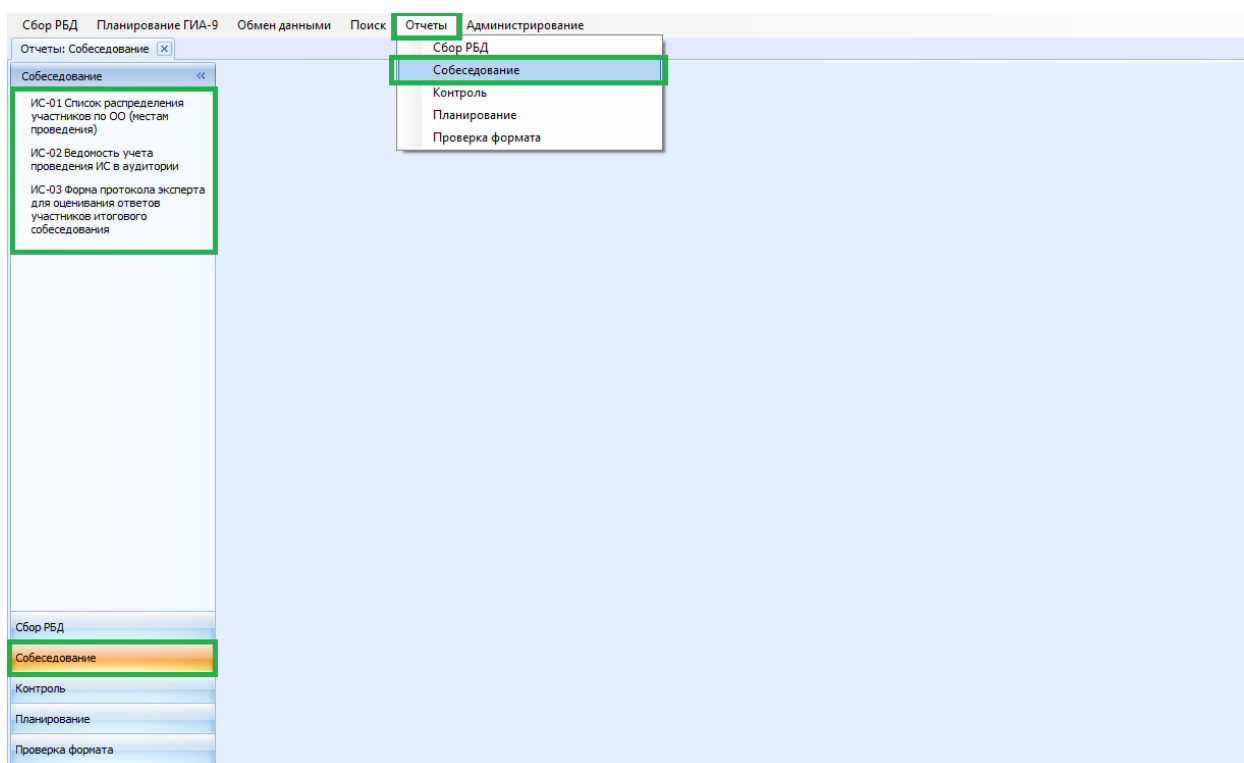 Сбор РБД Планирование ГИА-9 Обмен данными Поиск Отчеты Администрирование
Отчеты: Собеседование
Сбор РБД
Собеседование
Контроль
Планирование
Проверка формата
Собеседование «
ИС-01 Список распределения
участников по ОО (местам
проведения)
ИС-02 Ведомость учета
проведения ИС в аудитории
ИС-03 Форма протокола эксперта
для оценивания ответов
участников итогового
собеседования
Сбор РБД
Собеседование
Контроль
Планирование
Проверка формата